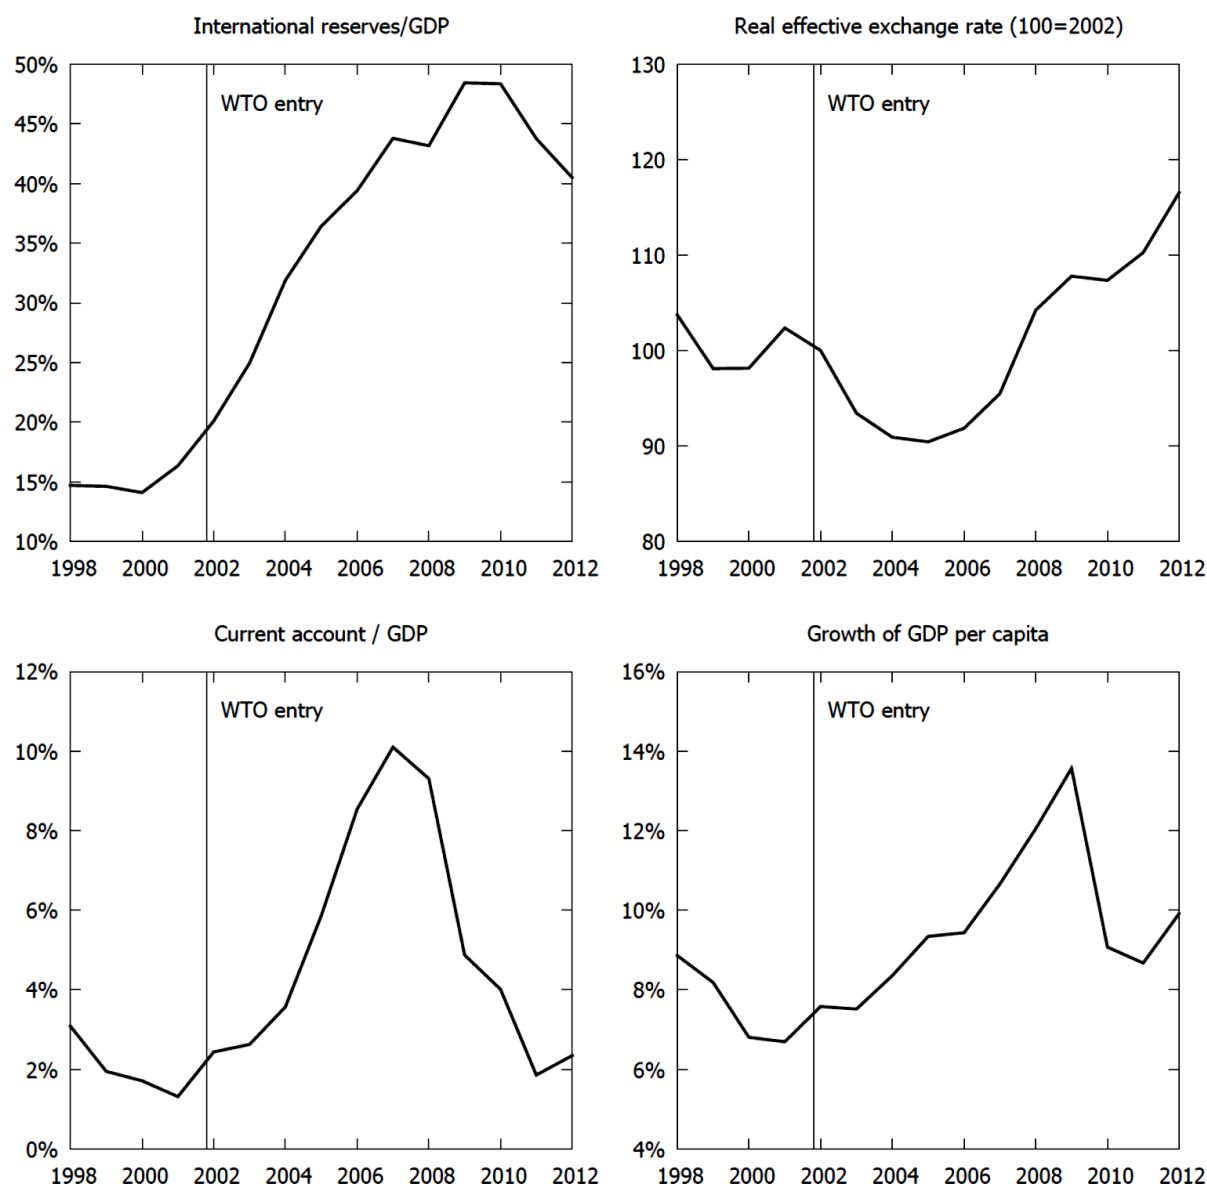 International reserves/GDP
50%
45%
40%
35%
30%
25%
20%
15%
10%
WTO entry
1998 2000 2002 2004 2006 2008 2010 2012
Real effective exchange rate (100=2002)
130
120
110
100
90
80
WTO entry
1998 2000 2002 2004 2006 2008 2010 2012
Current account / GDP
12%
10%
8%
6%
4%
2%
0%
WTO entry
1998 2000 2002 2004 2006 2008 2010 2012
Growth of GDP per capita
16%
14%
12%
10%
8%
6%
4%
WTO entry
1998 2000 2002 2004 2006 2008 2010 2012